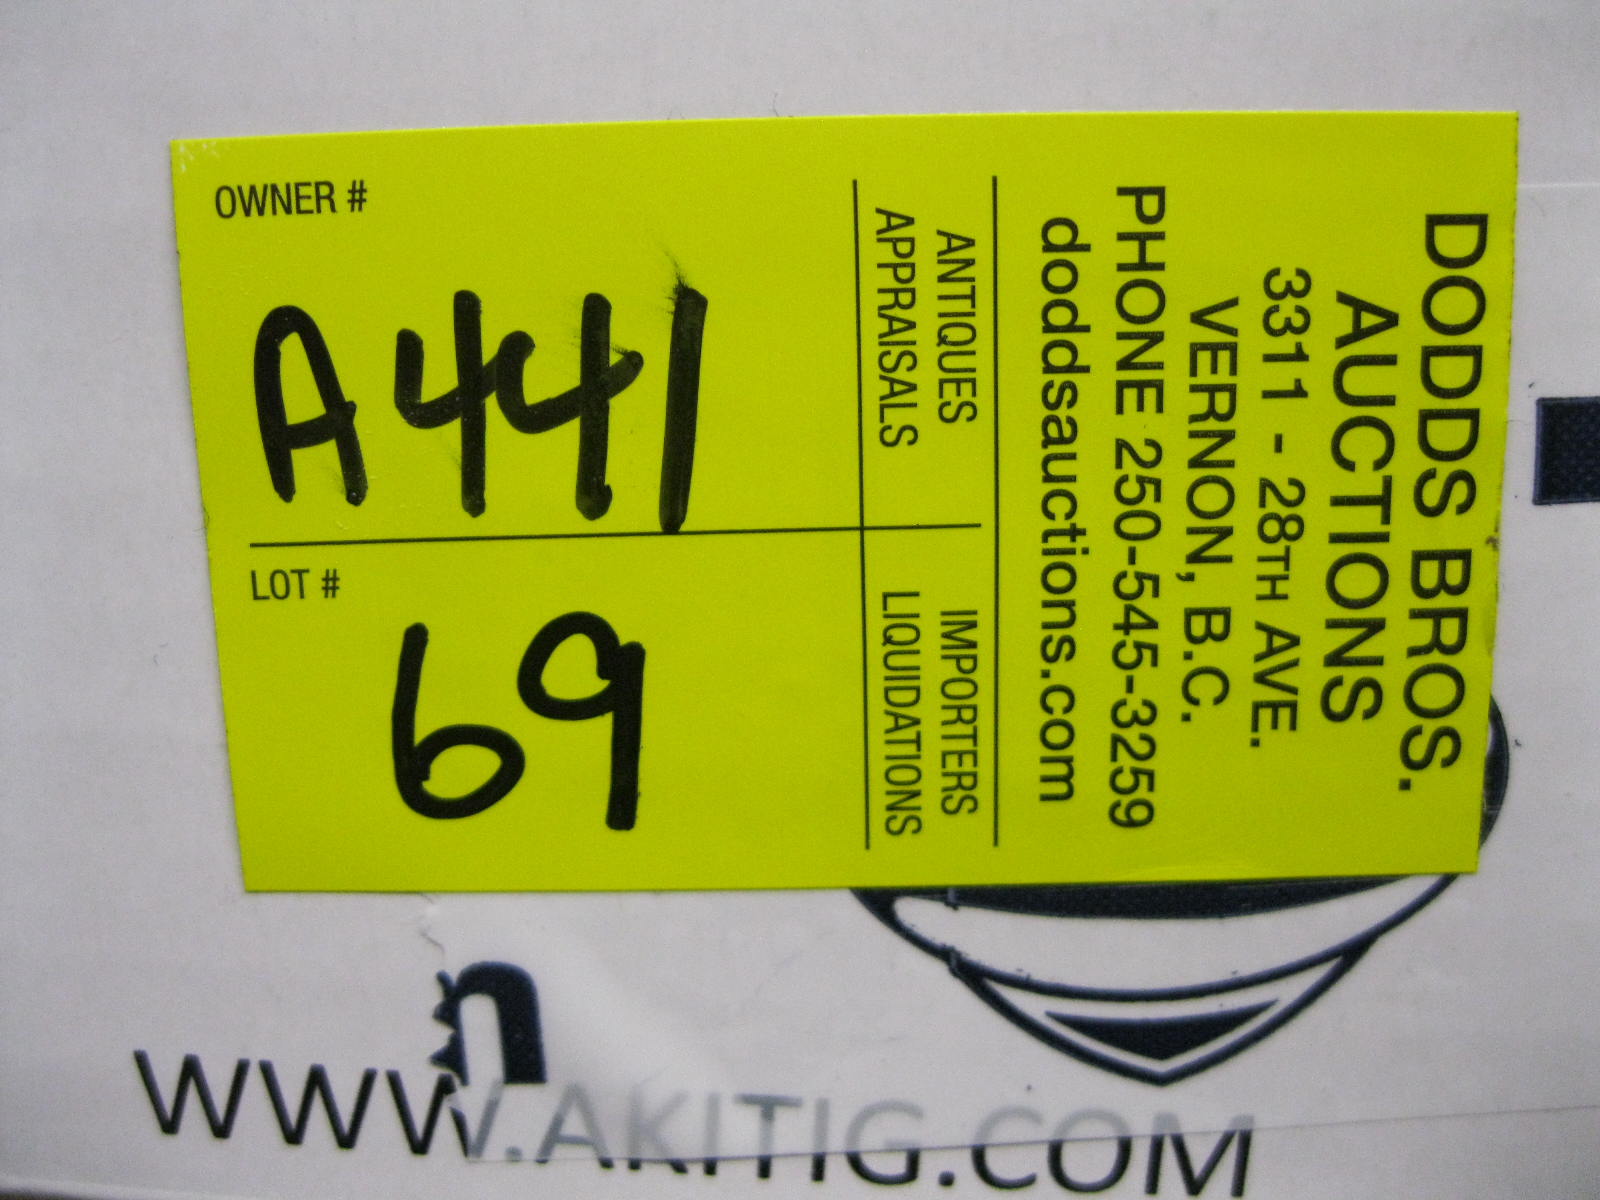 DODDS BROS.
AUCTIONS
3311 - 28TH AVE.
VERNON, B.C.
PHONE 250-545-3259
doddsauctions.com
ANTIQUES
APPRAISALS
IMPORTERS
LIQUIDATIONS
OWNER #
A441
LOT #
69
n
WWW.AKITIG.COM